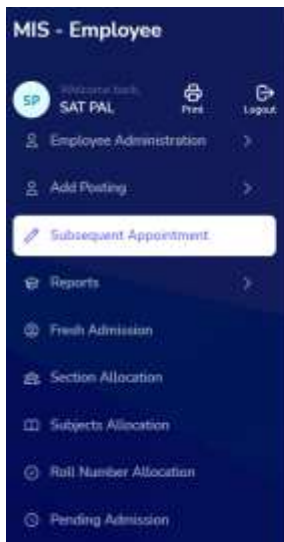 MIS - Employee
SP
Welcome back,
SAT PAL
Print
Logout
Employee Administration
Add Posting
Subsequent Appointment
Reports
Fresh Admission
Section Allocation
Subjects Allocation
Roll Number Allocation
Pending Admission